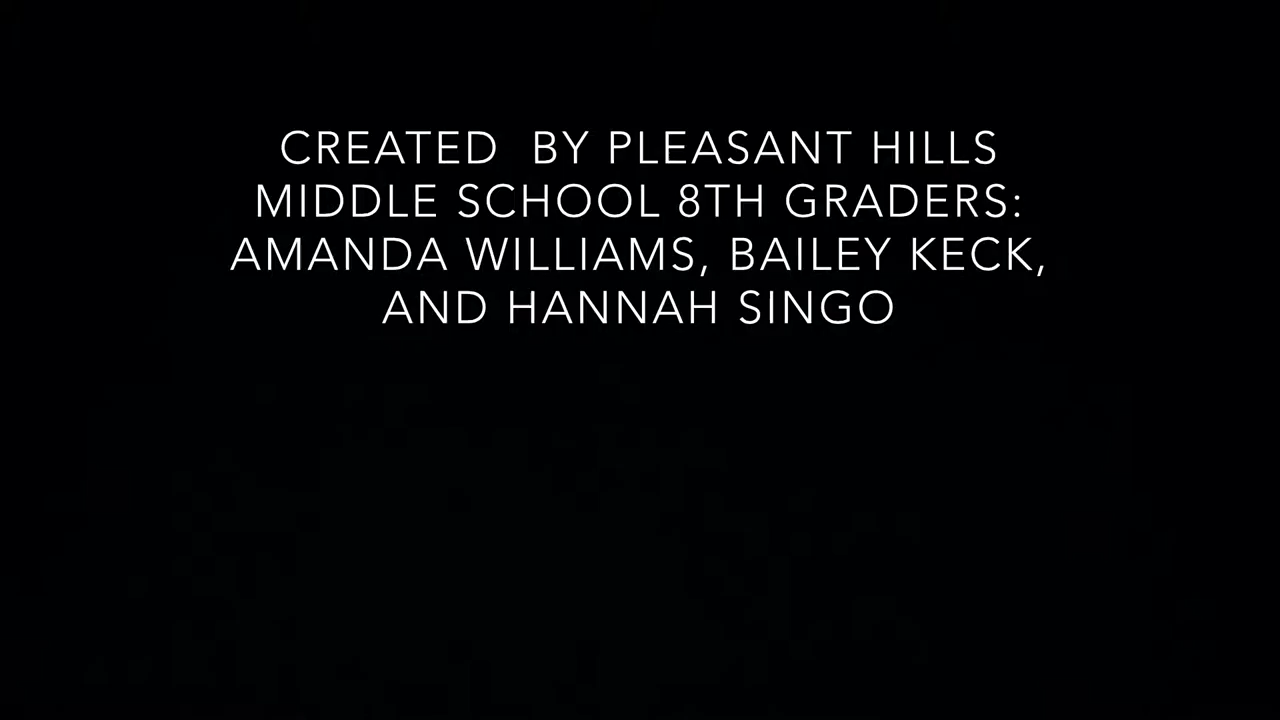 CREATED  BY PLEASANT HILLS
MIDDLE SCHOOL 8TH GRADERS:
AMANDA WILLIAMS, BAILEY KECK,
AND HANNAH SINGO